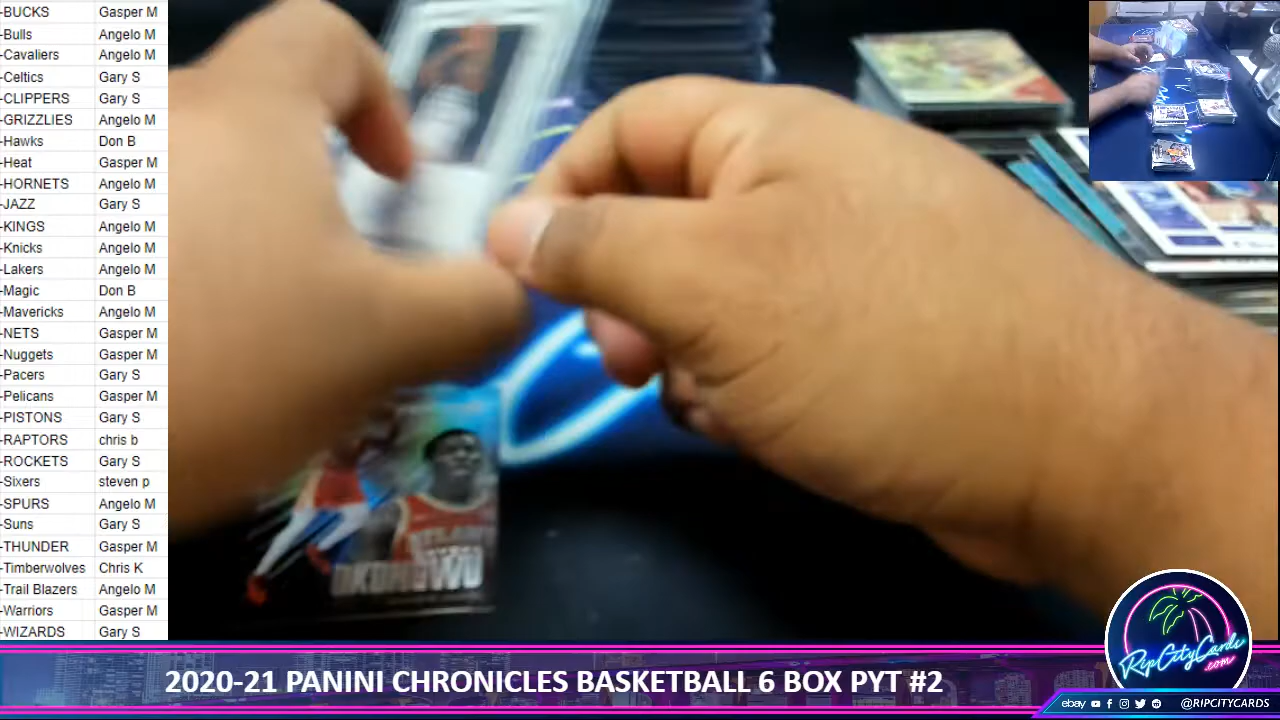 -BUCKS Gasper M
-Bulls Angelo M
-Cavaliers Angelo M
-Celtics Gary S
-CLIPPERS Gary S
-GRIZZLIES Angelo M
-Hawks Don B
-Heat Gasper M
-HORNETS Angelo M
-JAZZ Gary S
-KINGS Angelo M
-Knicks Angelo M
-Lakers Angelo M
-Magic Don B
-Mavericks Angelo M
-NETS Gasper M
-Nuggets Gasper M
-Pacers Gary S
-Pelicans Gasper M
-PISTONS Gary S
-RAPTORS chris b
-ROCKETS Gary S
-Sixers steven p
-SPURS Angelo M
-Suns Gary S
-THUNDER Gasper M
-Timberwolves Chris K
-Trail Blazers Angelo M
-Warriors Gasper M
-WIZARDS Gary S
OKONGWU
RipCityCards
.com
2020-21 PANINI CHRONICLES BASKETBALL 6 BOX PYT #2
ebay @RIPCITYCARDS